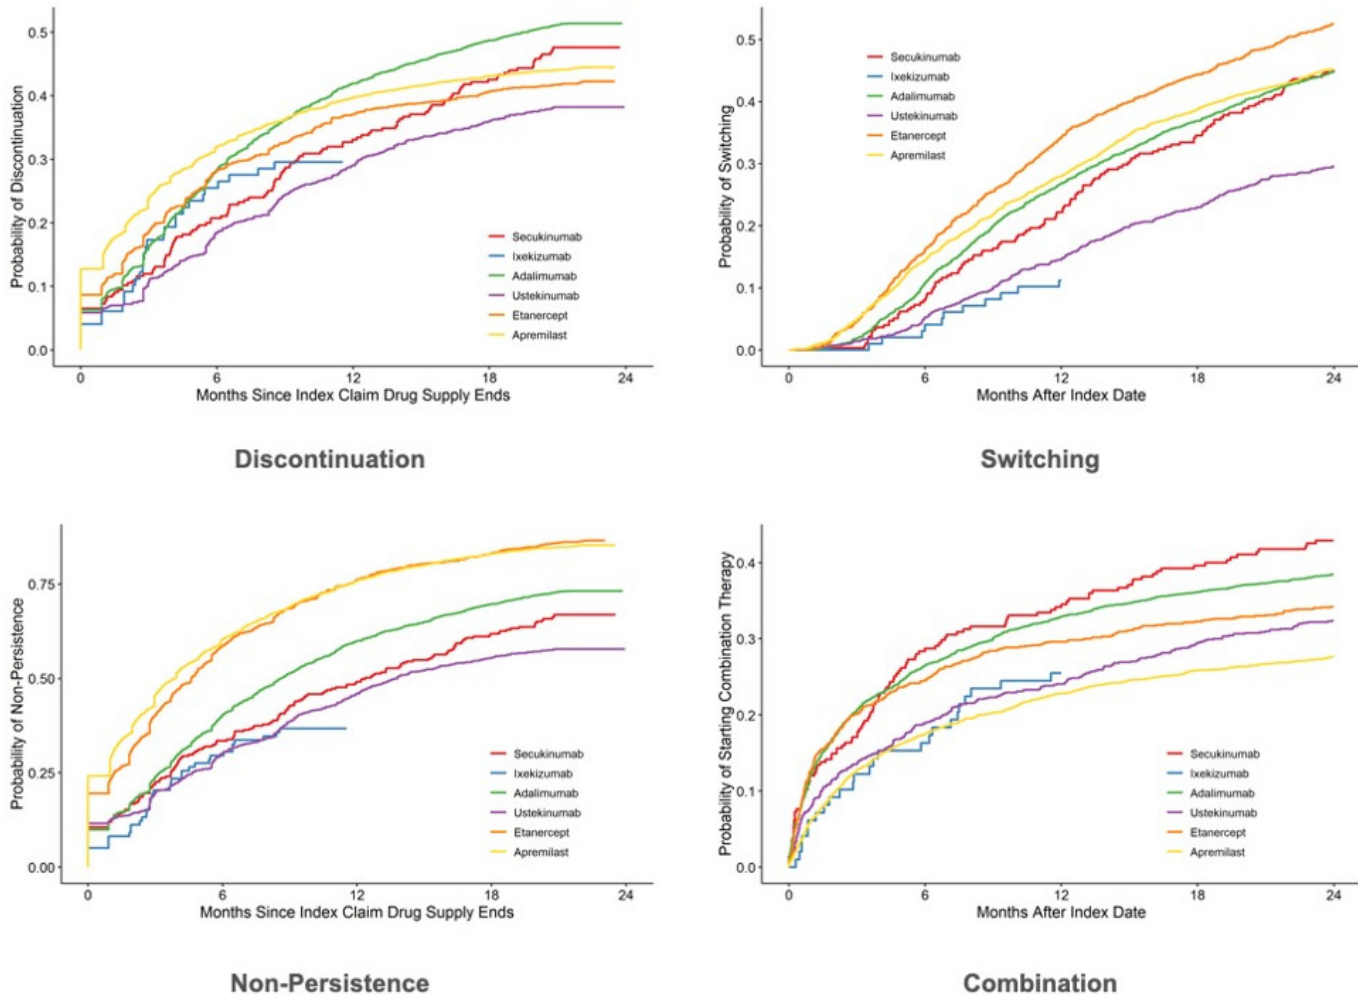 Probability of Discontinuation
0.5
0.4
0.3
0.2
0.1
0.0
Secukinumab
Ixekizumab
Adalimumab
Ustekinumab
Etanercept
Apremilast
0 6 12 18 24
Months Since Index Claim Drug Supply Ends
Discontinuation
Probability of Switching
0.5
0.4
0.3
0.2
0.1
0.0
Secukinumab
Ixekizumab
Adalimumab
Ustekinumab
Etanercept
Apremilast
0 6 12 18 24
Months After Index Date
Switching
Probability of Non-Persistence
0.75
0.50
0.25
0.00
Secukinumab
Ixekizumab
Adalimumab
Ustekinumab
Etanercept
Apremilast
0 6 12 18 24
Months Since Index Claim Drug Supply Ends
Non-Persistence
Probability of Starting Combination Therapy
0.4
0.3
0.2
0.1
0.0
Secukinumab
Ixekizumab
Adalimumab
Ustekinumab
Etanercept
Apremilast
0 6 12 18 24
Months After Index Date
Combination